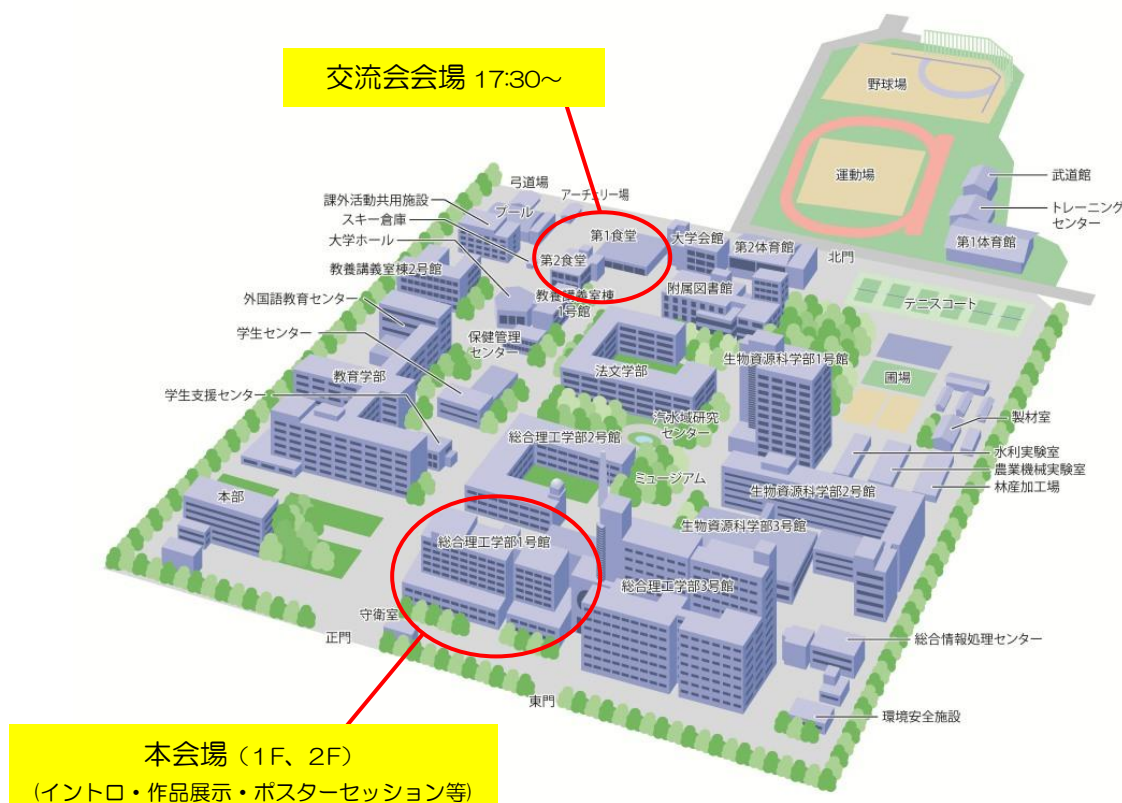 交流会会場 17:30～
野球場
運動場
武道館
トレーニング
センター
第1体育館
弓道場
アーチェリー場
課外活動共用施設
プール
スキー倉庫
大学ホール
第1食堂
大学会館
第2体育館
北門
第2食堂
教養講義室棟2号館
附属図書館
テニスコート
教養講義室棟
1号館
外国語教育センター
学生センター
保健管理
センター
生物資源科学部1号館
法文学部
教育学部
圃場
学生支援センター
製材室
汽水域研究
センター
総合理工学部2号館
水利実験室
農業機械実験室
林産加工場
ミュージアム
生物資源科学部2号館
本部
生物資源科学部3号館
総合理工学部1号館
総合理工学部3号館
守衛室
正門
総合情報処理センター
東門
環境安全施設
本会場（1F、2F）
(イントロ・作品展示・ポスターセッション等)